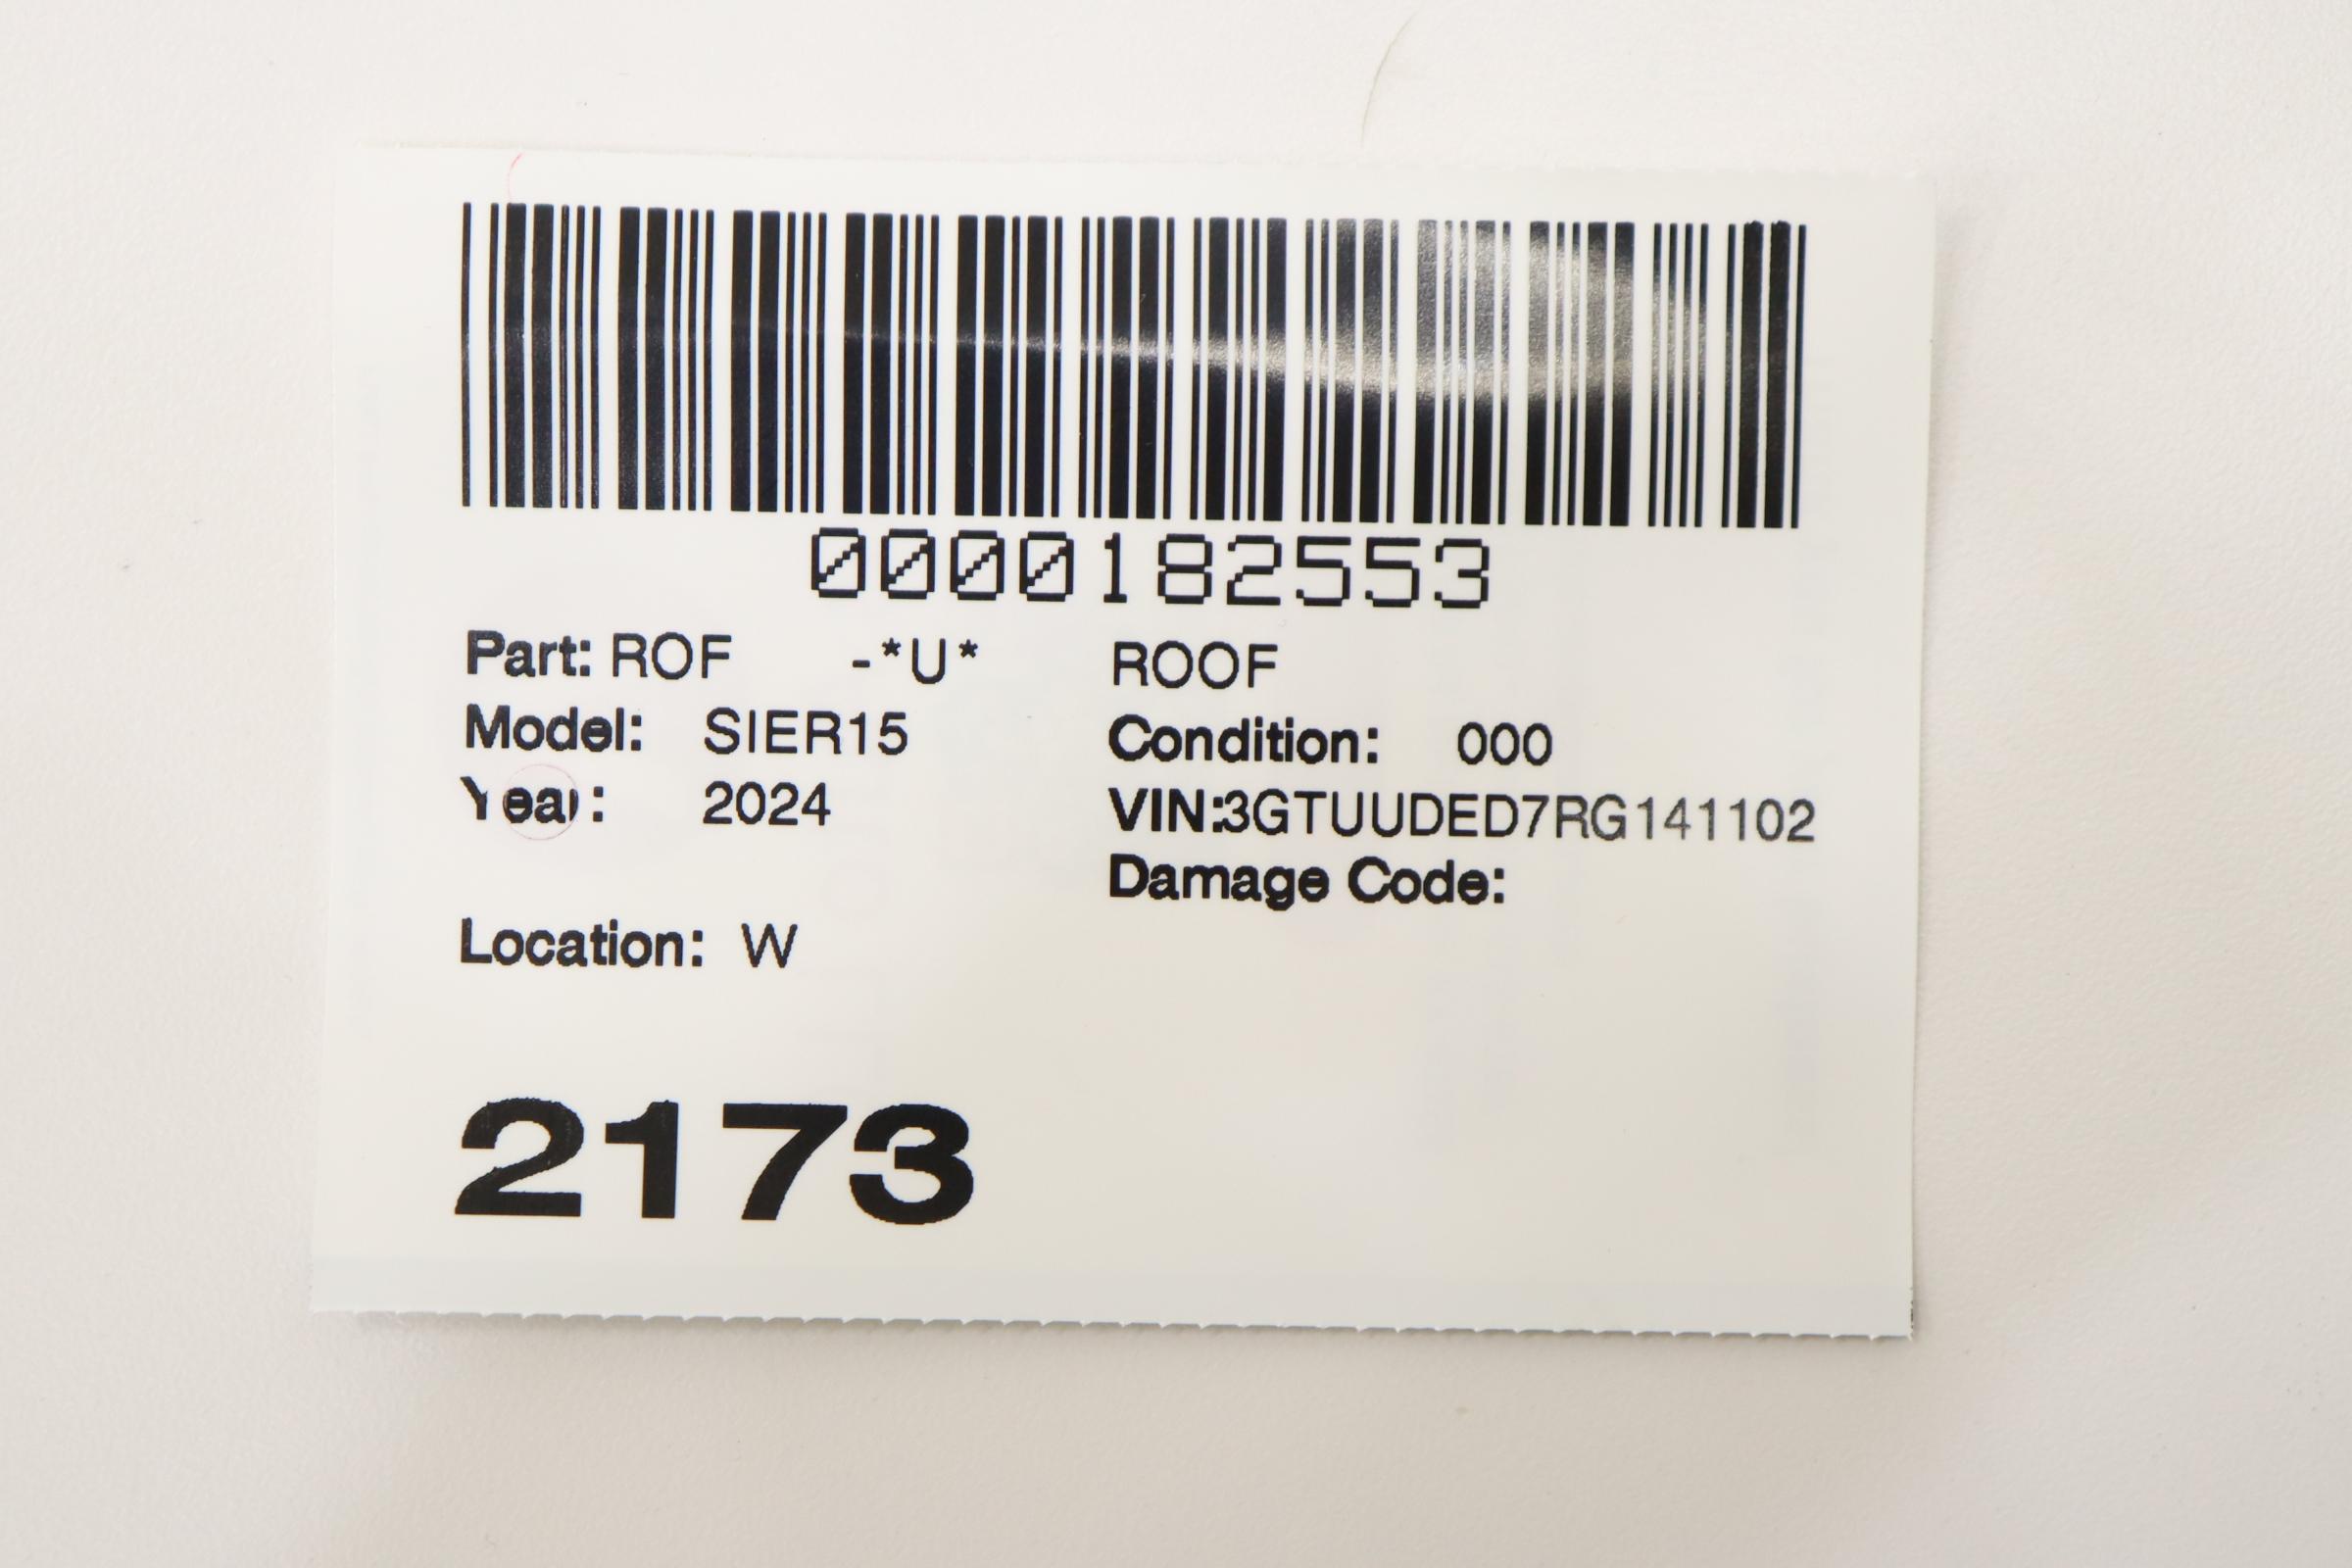 0000182553
Part: ROF -*U* ROOF
Model: SIER15 Condition: 000
Year: 2024 VIN:3GTUUDED7RG141102
Damage Code:
Location: W
2173